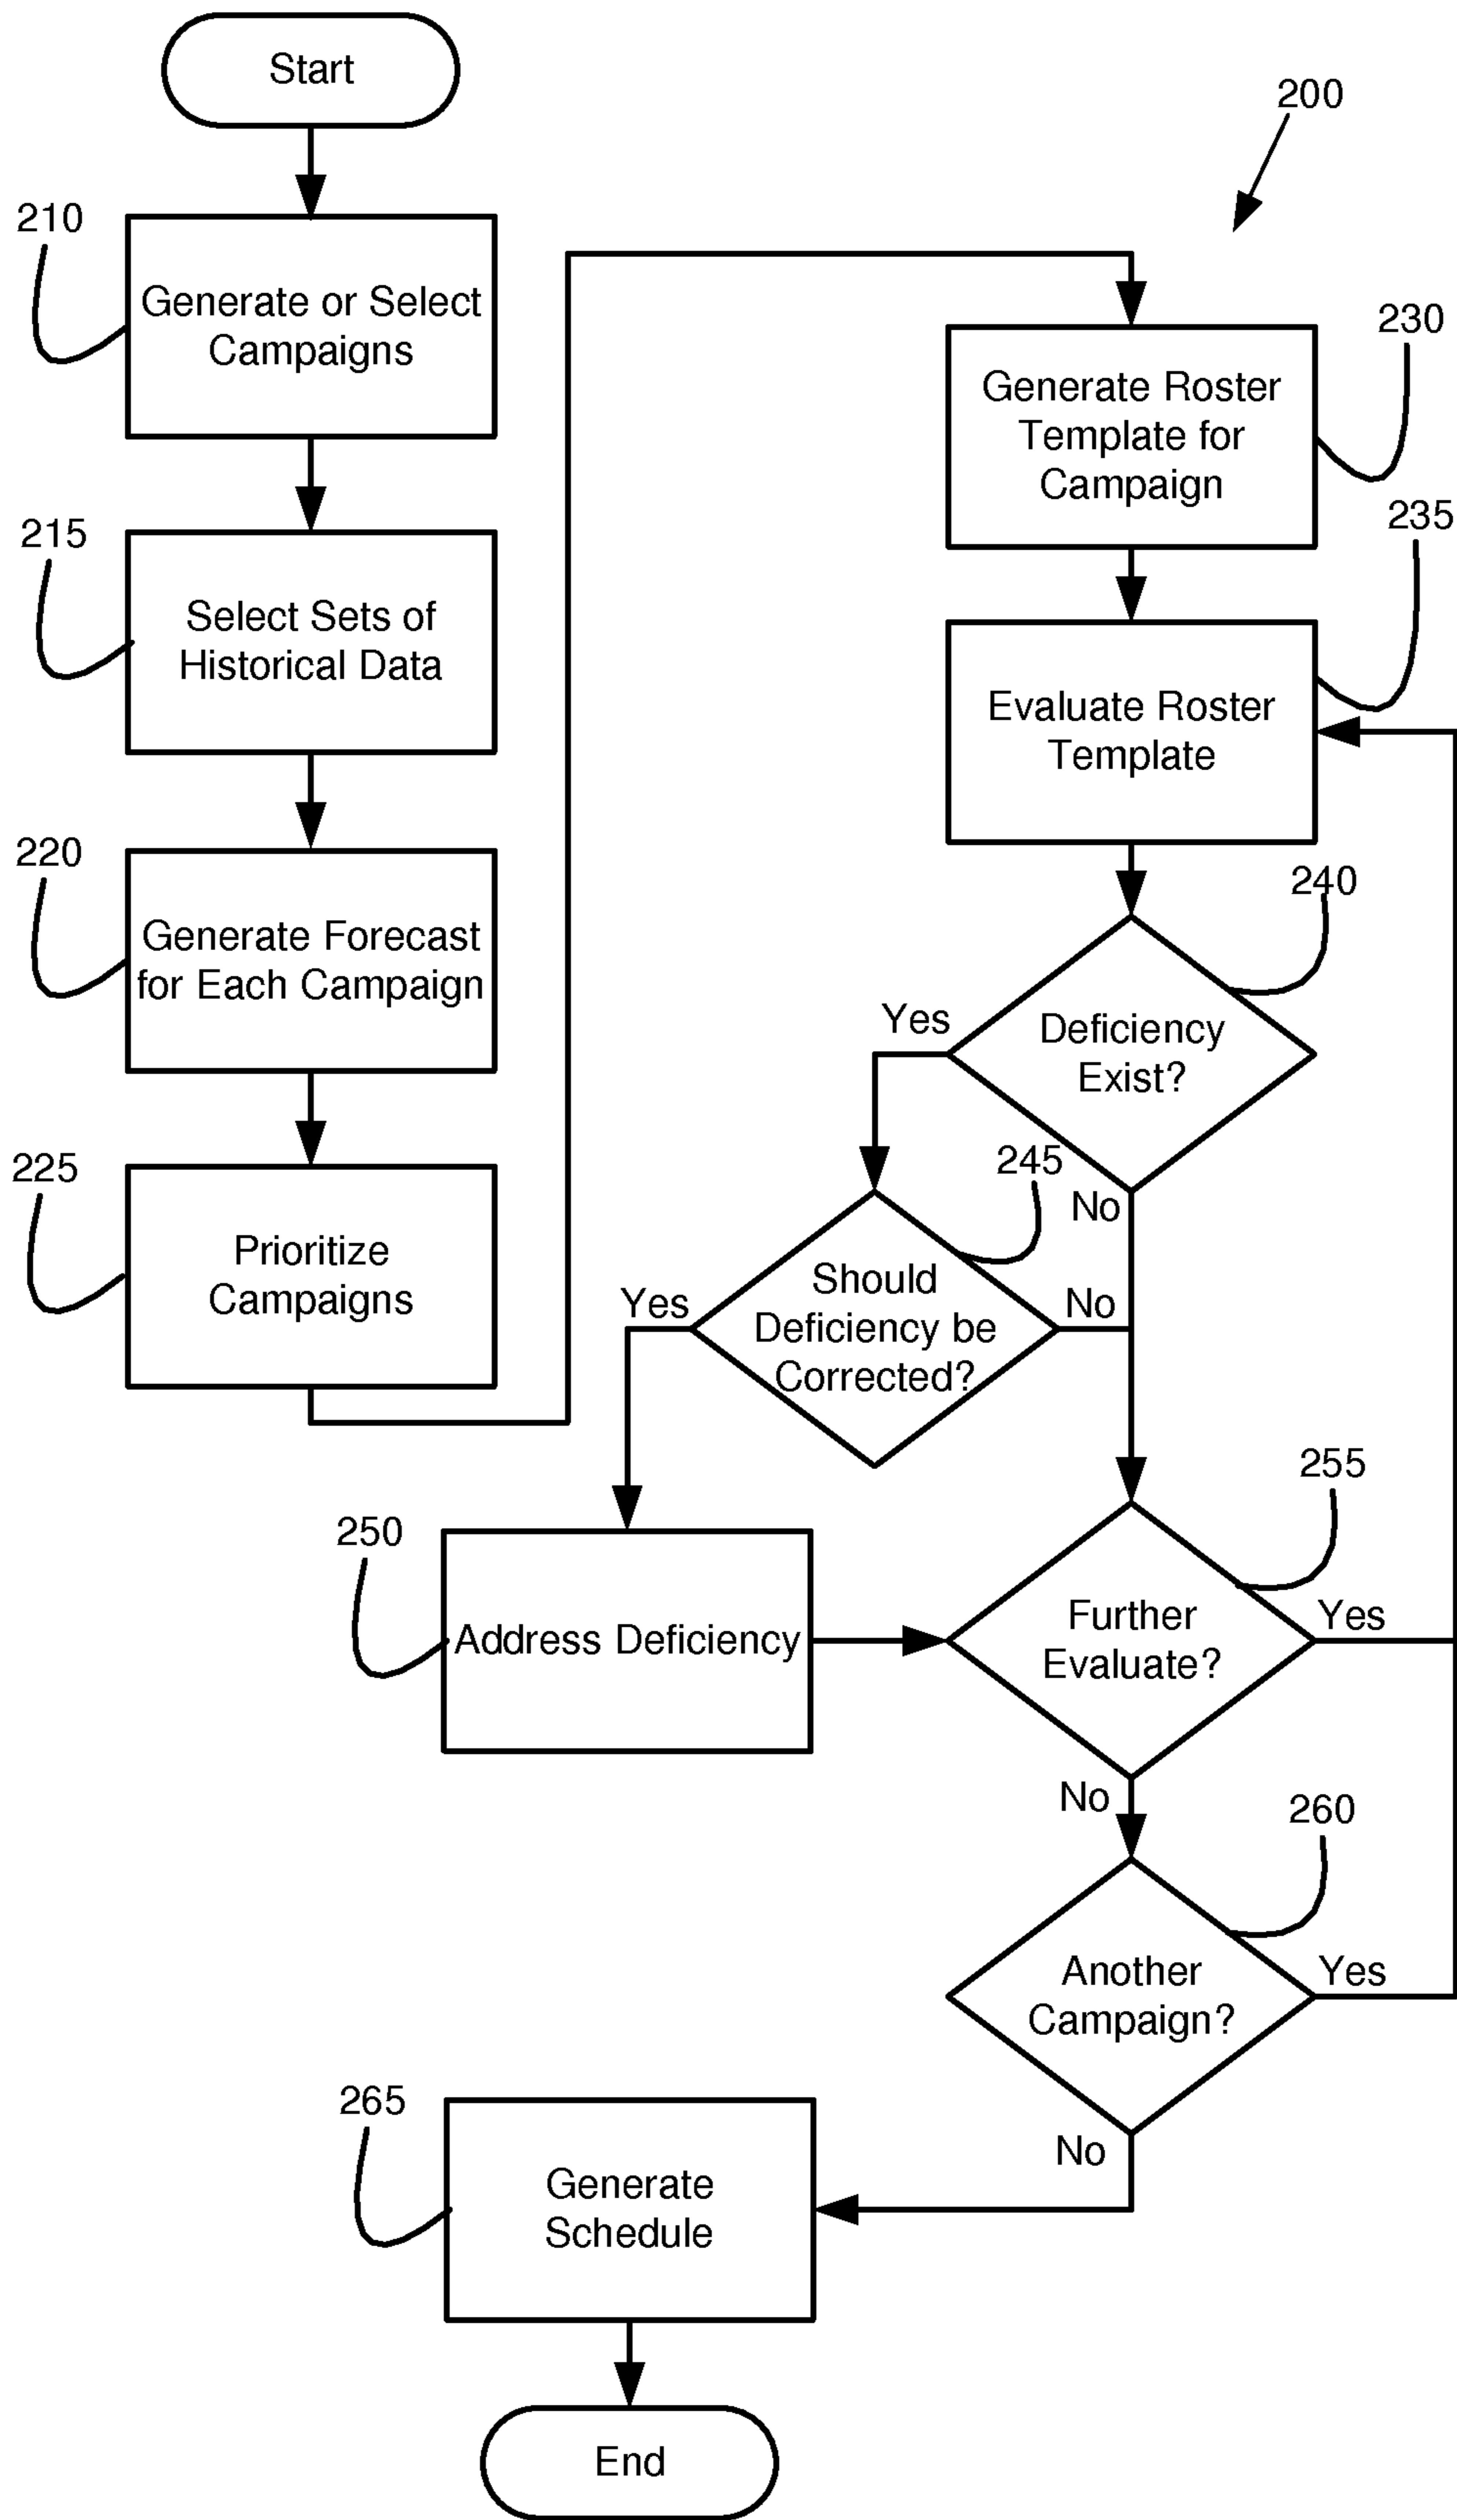 Start
210
Generate or Select
Campaigns
215
Select Sets of
Historical Data
220
Generate Forecast
for Each Campaign
225
Prioritize
Campaigns
200
230
Generate Roster
Template for
Campaign
235
Evaluate Roster
Template
240
Deficiency
Exist?
Yes
No
245
Should
Deficiency be
Corrected?
Yes
No
250
Address Deficiency
255
Further
Evaluate?
Yes
No
260
Another
Campaign?
Yes
No
265
Generate
Schedule
End